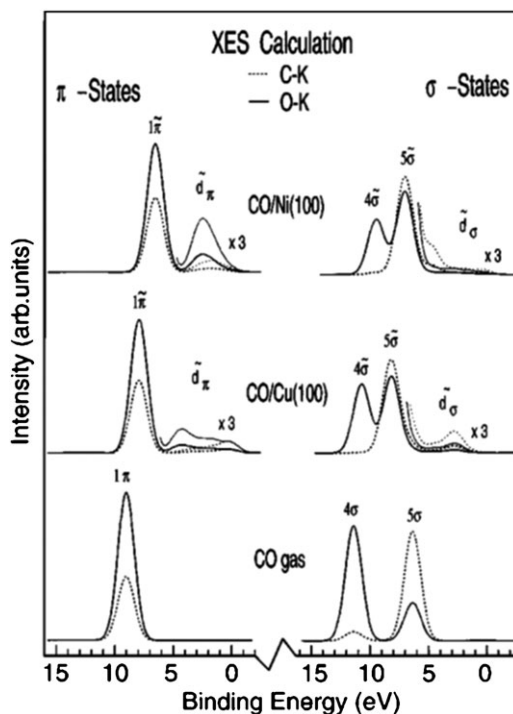 XES Calculation
C-K
O-K
π -States
σ -States
1π̃
d̃π
CO/Ni(100)
x 3
4σ̃
5σ̃
d̃σ
x 3
1π̃
d̃π
CO/Cu(100)
x 3
4σ̃
5σ̃
d̃σ
x 3
1 π
CO gas
4σ
5σ
Intensity (arb.units)
15 10 5 0 15 10 5 0
Binding Energy (eV)